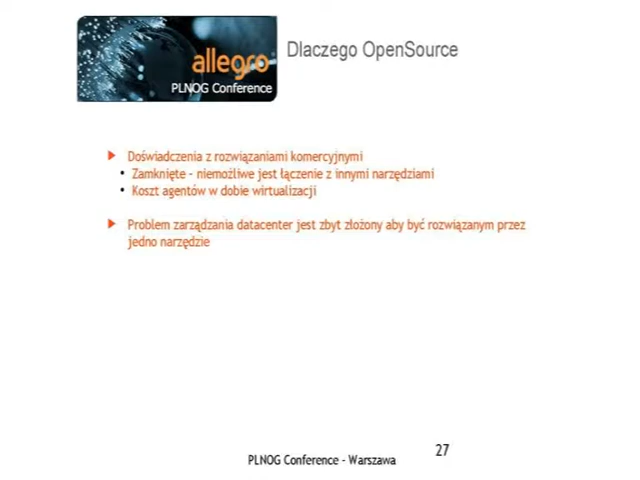 allegro
PLNOG Conference
Dlaczego OpenSource
Doświadczenia z rozwiązaniami komercyjnymi
• Zamknięte - niemożliwe jest łączenie z innymi narzędziami
• Koszt agentów w dobie wirtualizacji
Problem zarządzania datacenter jest zbyt złożony aby być rozwiązanym przez
jedno narzędzie
27
PLNOG Conference - Warszawa